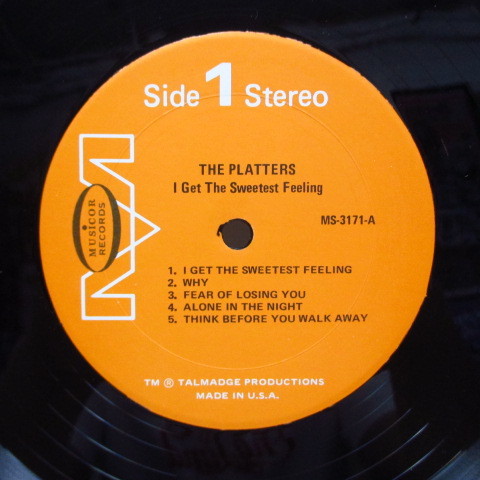 Side 1 Stereo
THE PLATTERS
I Get The Sweetest Feeling
MS-3171-A
MUSICOR
RECORDS
1. I GET THE SWEETEST FEELING
2. WHY
3. FEAR OF LOSING YOU
4. ALONE IN THE NIGHT
5. THINK BEFORE YOU WALK AWAY
TM ® TALMADGE PRODUCTIONS
MADE IN U.S.A.